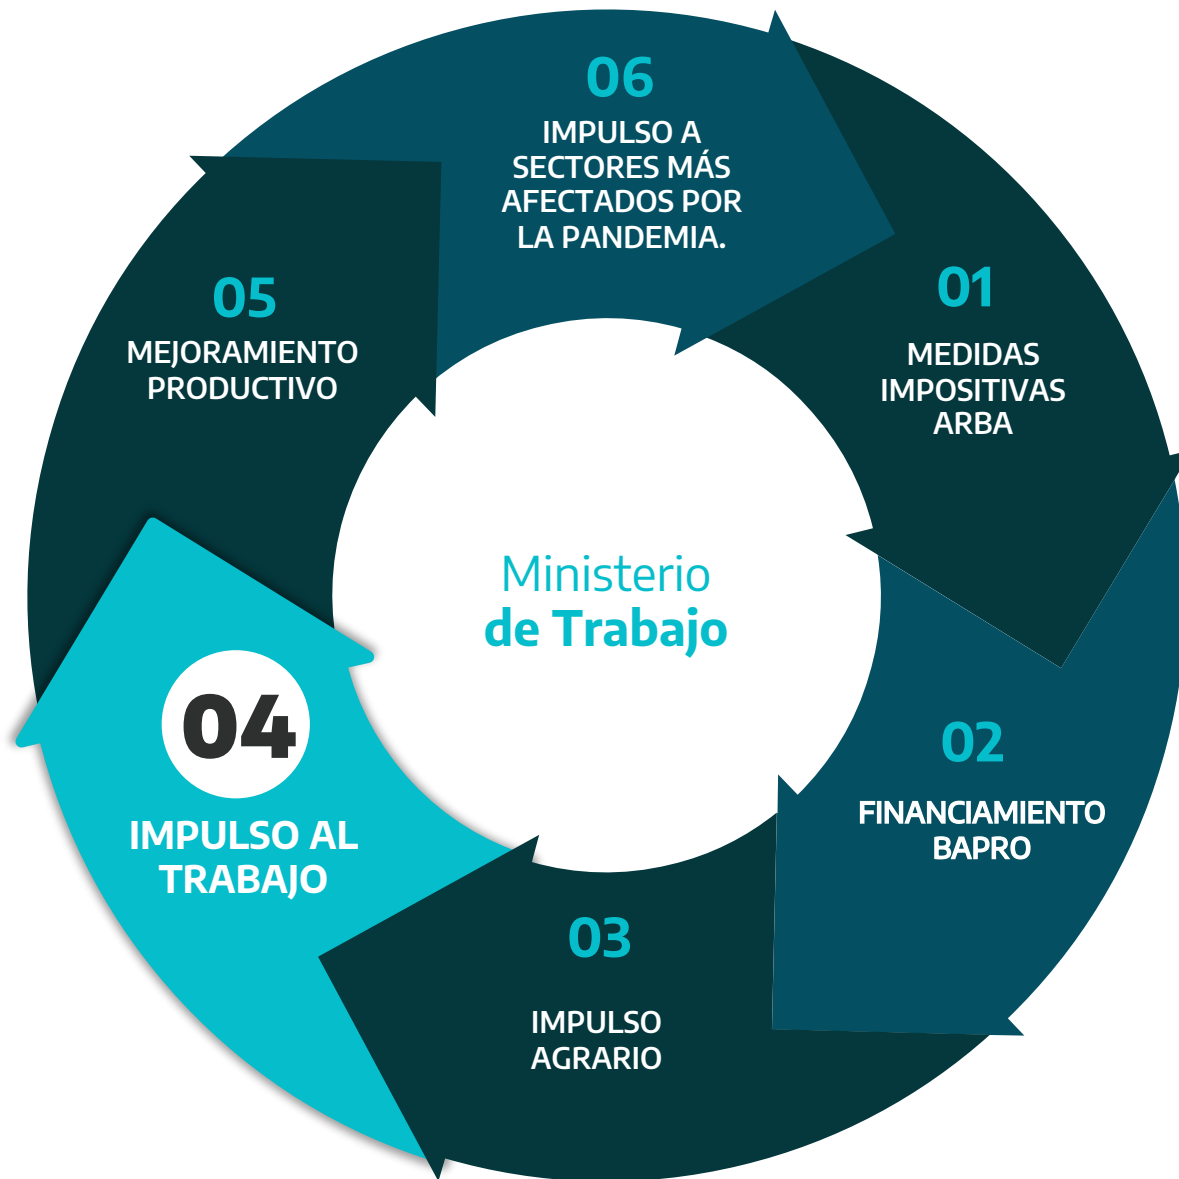 06
IMPULSO A
SECTORES MÁS
AFECTADOS POR
LA PANDEMIA.
01
MEDIDAS
IMPOSITIVAS
ARBA
02
FINANCIAMIENTO
BAPRO
03
IMPULSO
AGRARIO
04
IMPULSO AL
TRABAJO
05
MEJORAMIENTO
PRODUCTIVO
Ministerio
de Trabajo